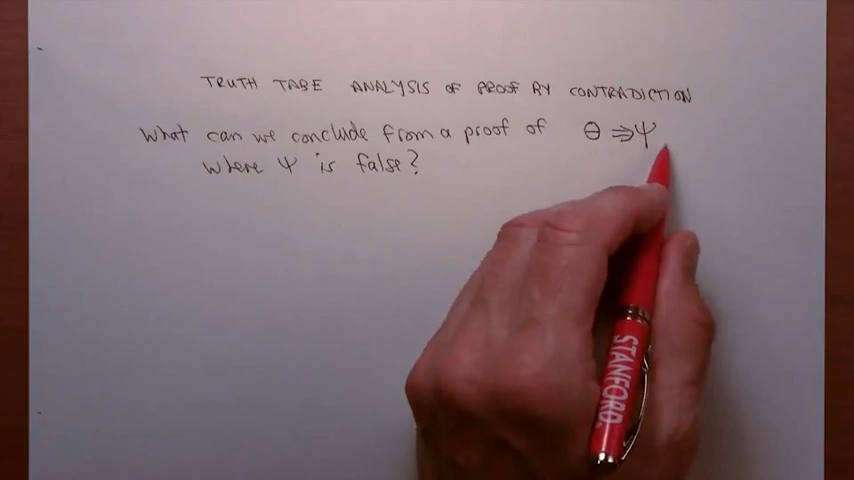 TRUTH TABE ANALYSIS OF PROOF BY CONTRADICTION
What can we conclude from a proof of θ ⇒ ψ
where ψ is false?
STANFORD